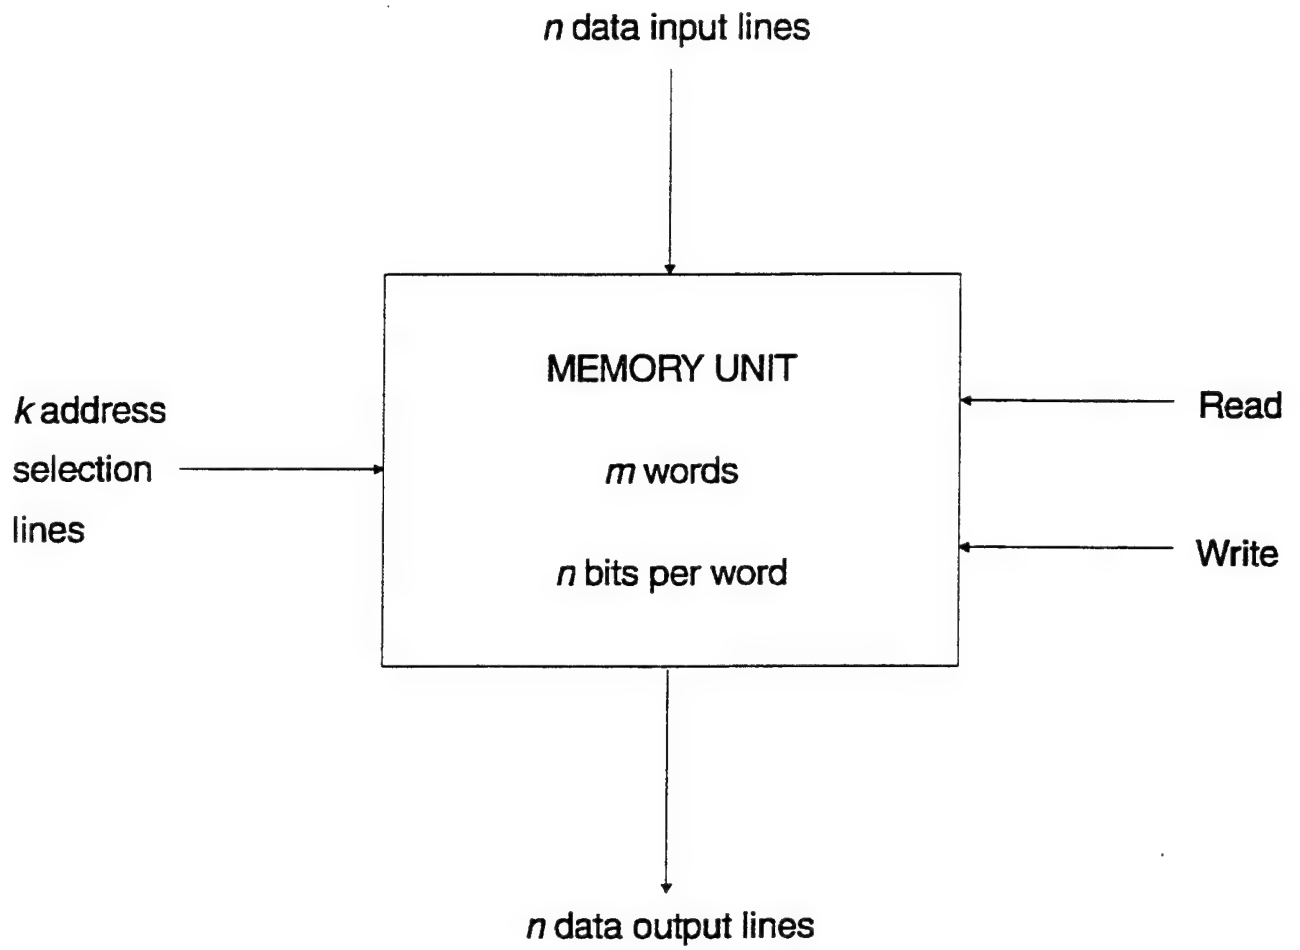 n data input lines
MEMORY UNIT
k address
selection
lines
m words
n bits per word
Read
Write
n data output lines